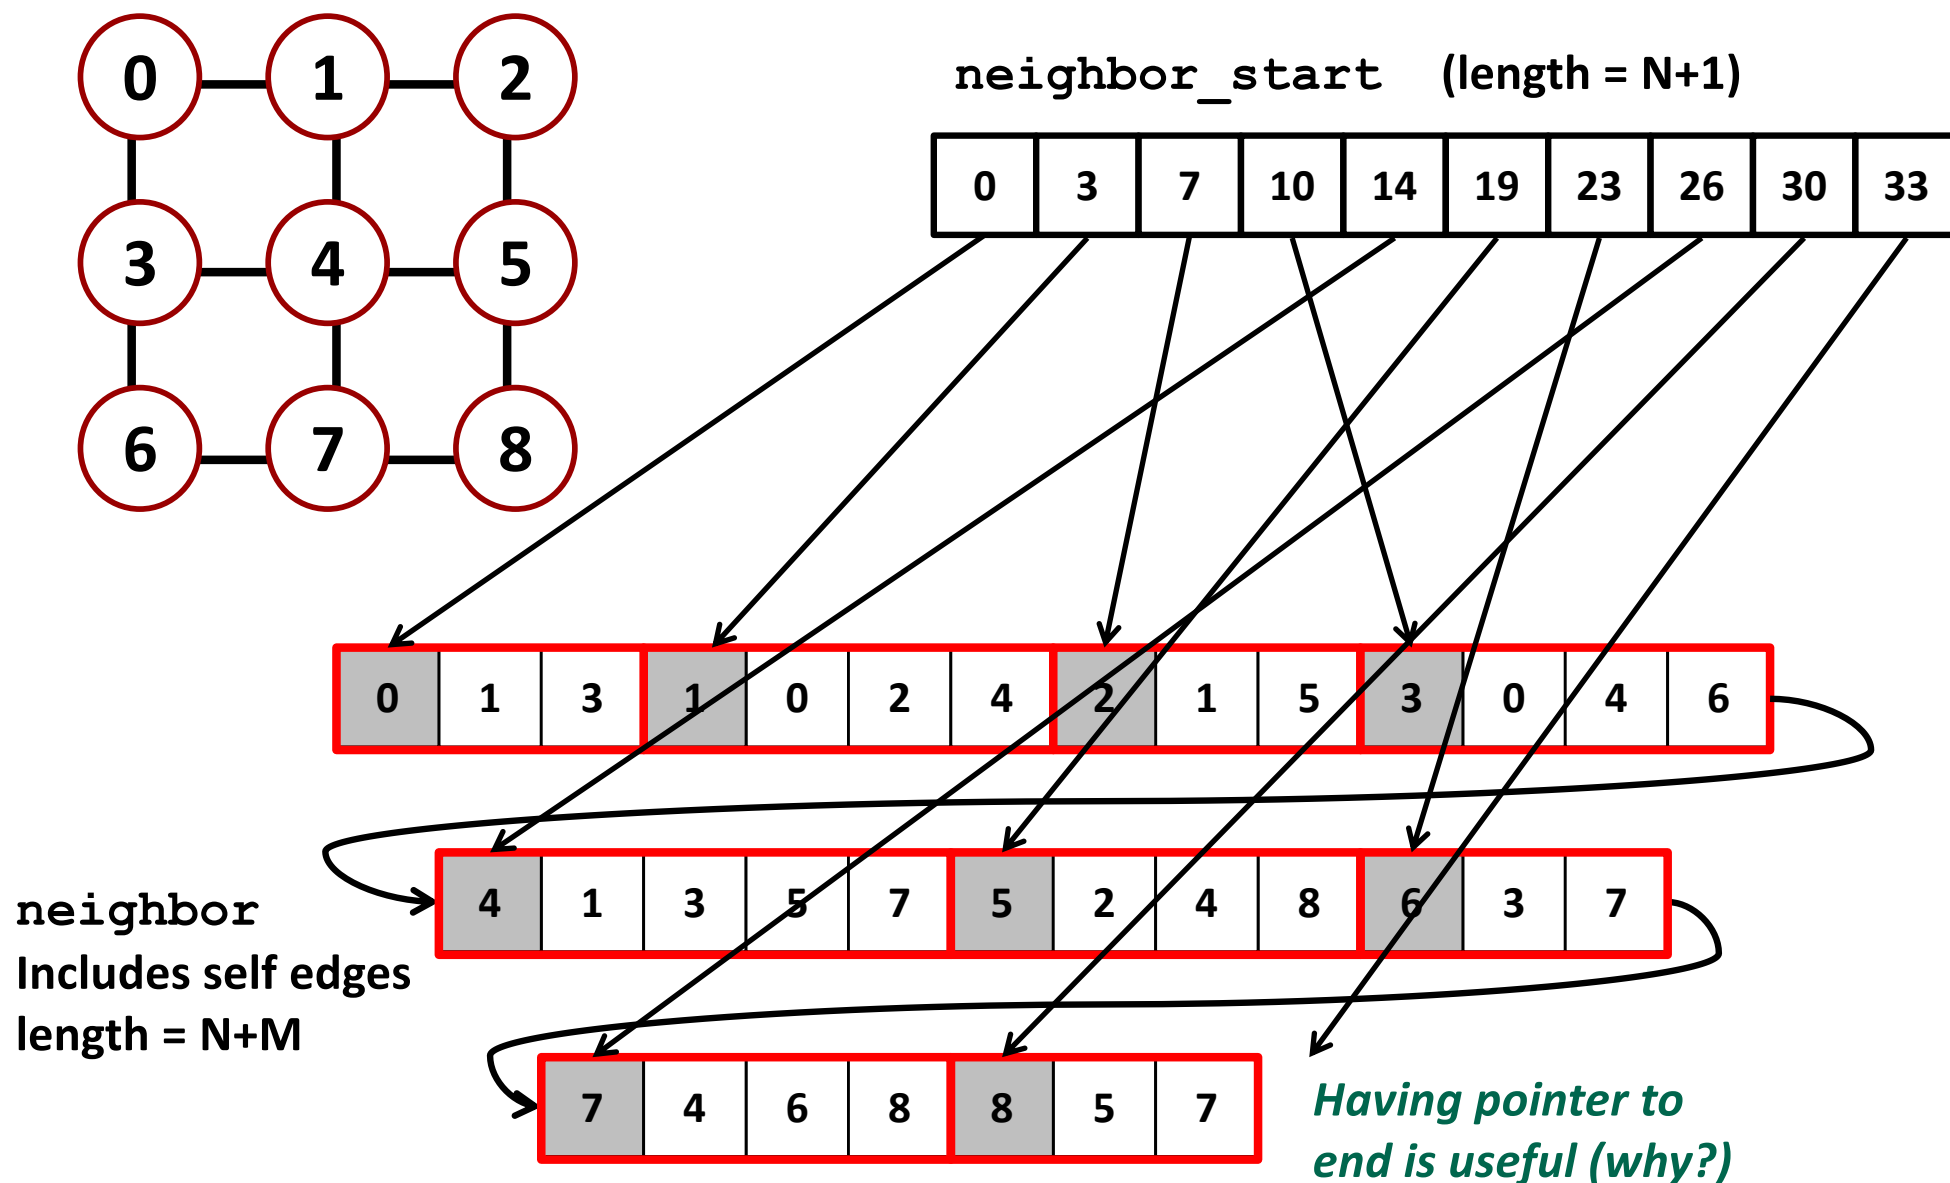 0 1 2
3 4 5
6 7 8
neighbor_start (length = N+1)
0 3 7 10 14 19 23 26 30 33
0 1 3 1 0 2 4 2 1 5 3 0 4 6
4 1 3 5 7 5 2 4 8 6 3 7
7 4 6 8 8 5 7
neighbor
Includes self edges
length = N+M
Having pointer to
end is useful (why?)